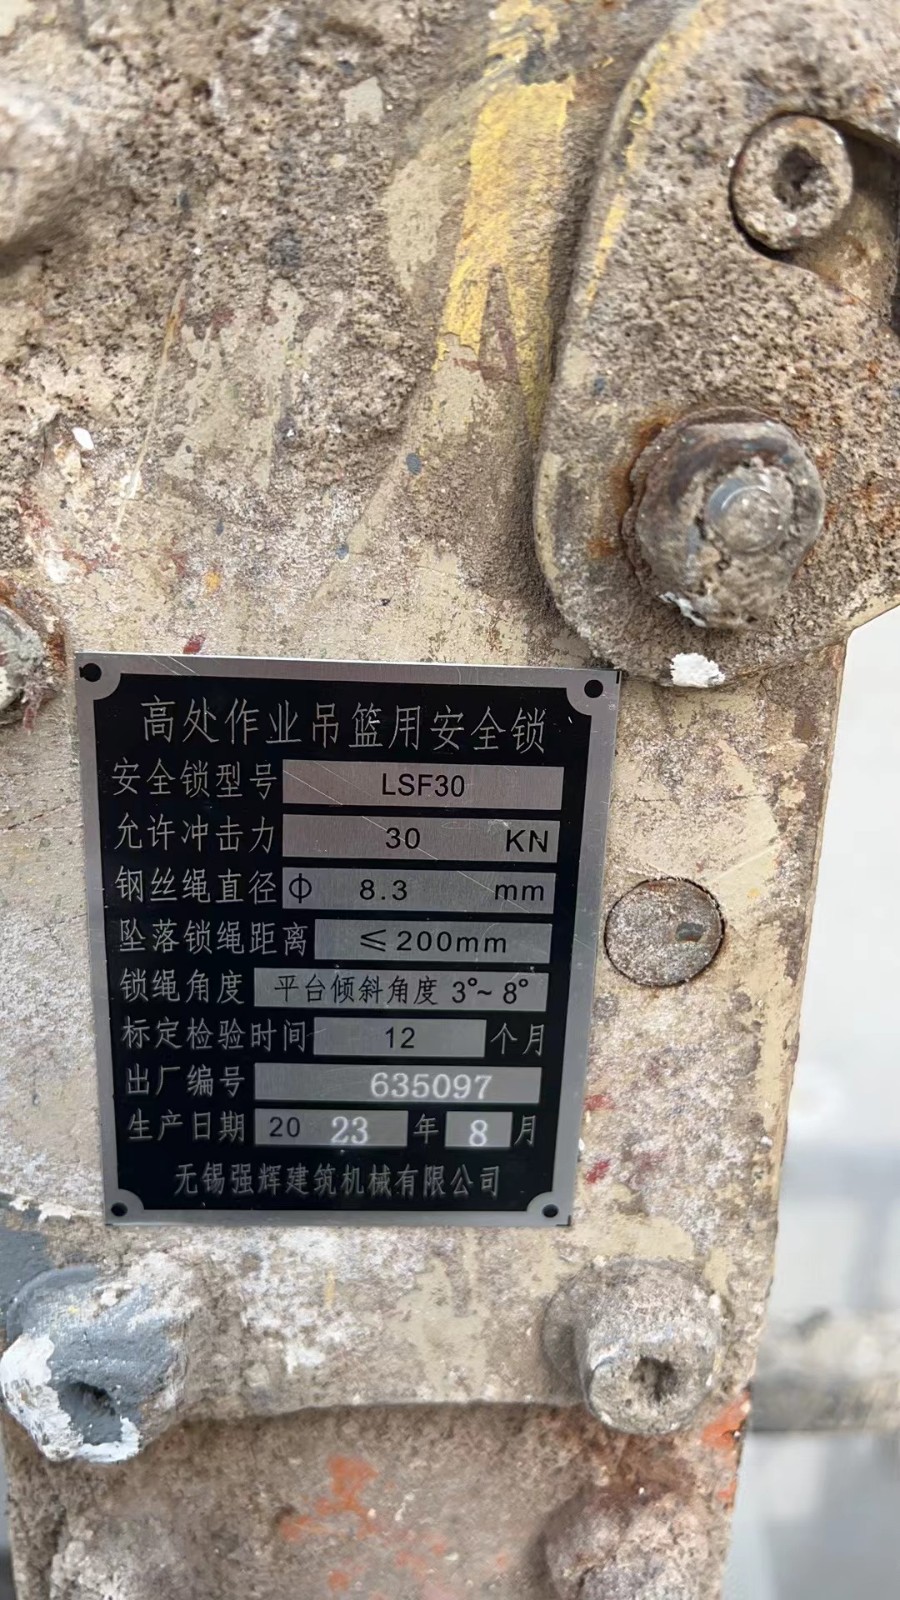 高处作业吊篮用安全锁
安全锁型号 LSF30
允许冲击力 30 KN
钢丝绳直径 Φ 8.3 mm
坠落锁绳距离 ≤200mm
锁绳角度 平台倾斜角度 3°~8°
标定检验时间 12 个月
出厂编号 635097
生产日期 2023 年 8 月
无锡强辉建筑机械有限公司